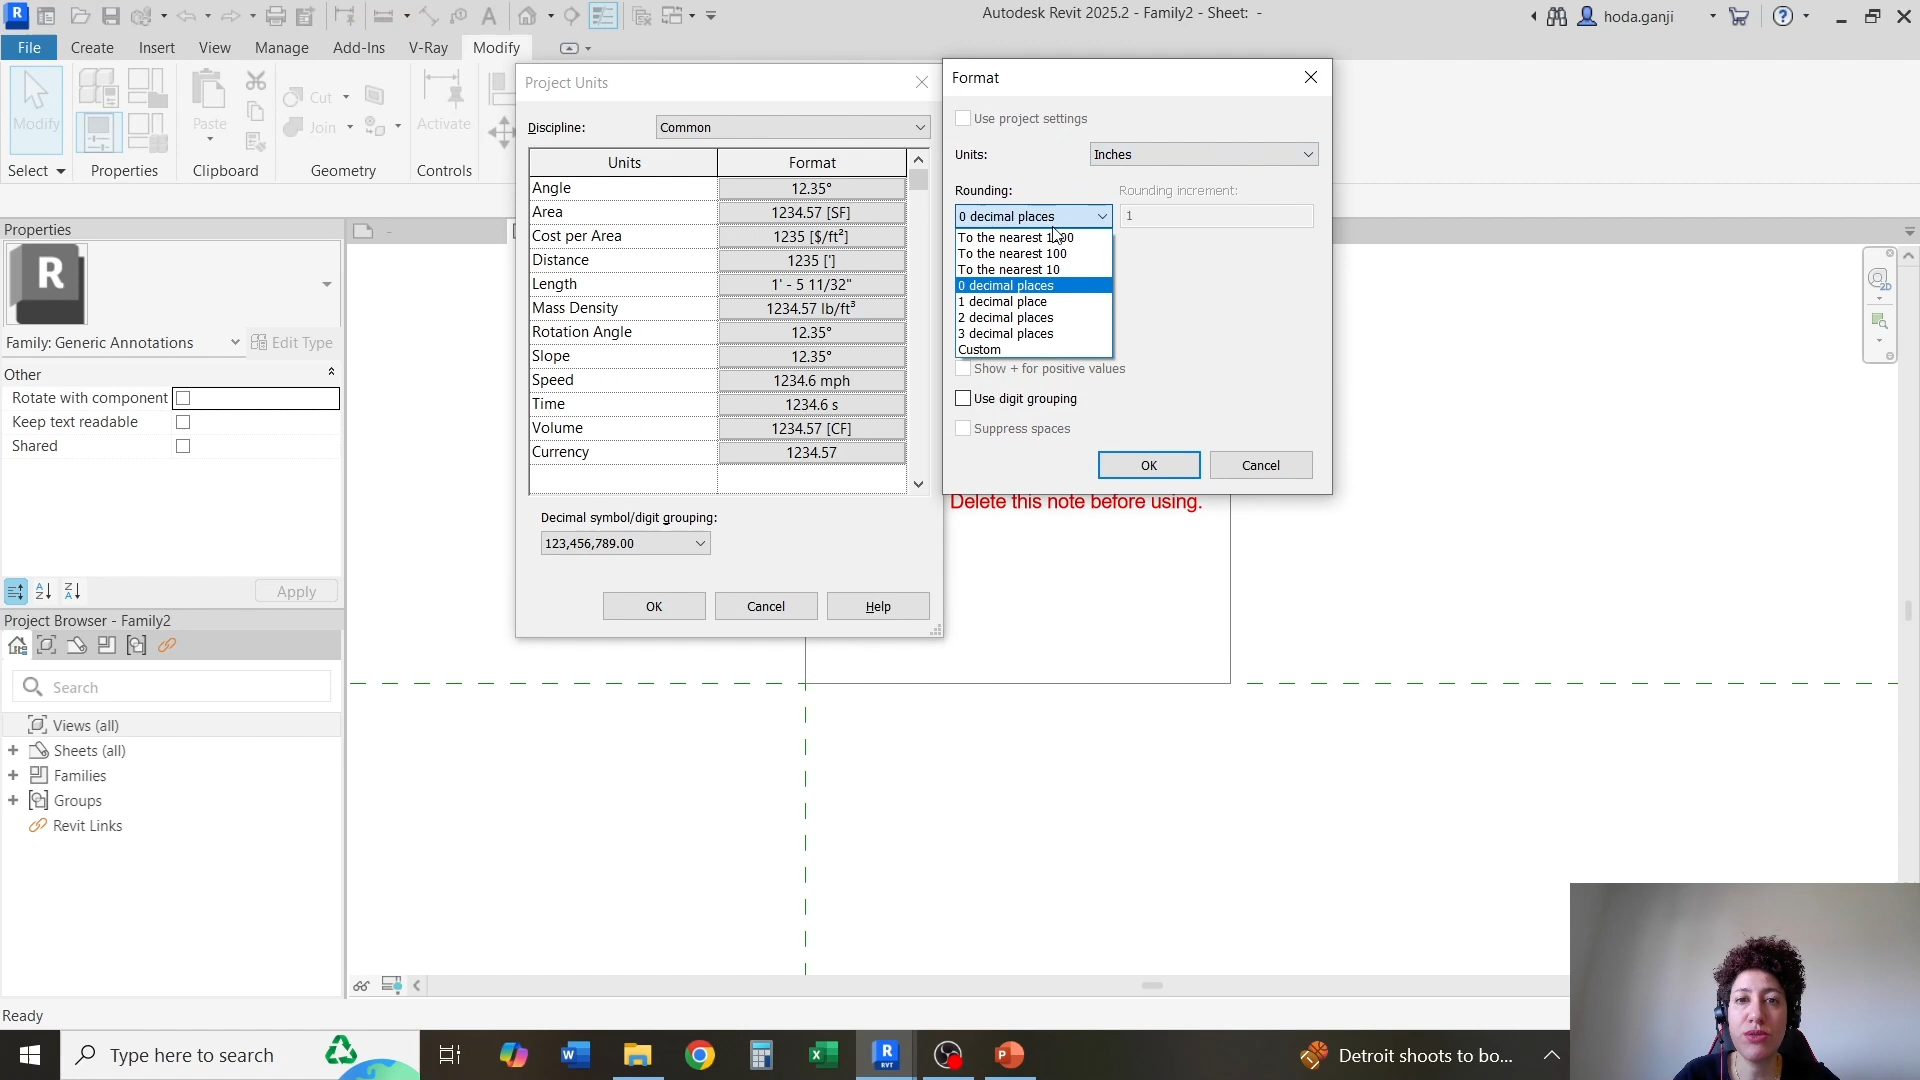 Autodesk Revit 2025.2 - Family2 - Sheet: -
hoda.ganji
File
Create
Insert
View
Manage
Add-Ins
V-Ray
Modify
Modify
Cut
Join
Paste
Activate
Select
Properties
Clipboard
Geometry
Controls
Properties
R
Family: Generic Annotations
Edit Type
Other
Rotate with component
Keep text readable
Shared
Apply
Project Browser - Family2
Search
Views (all)
Sheets (all)
Families
Groups
Revit Links
Project Units
Discipline:
Common
Units Format
Angle 12.35°
Area 1234.57 [SF]
Cost per Area 1235 [$/ft²]
Distance 1235 [']
Length 1' - 5 11/32"
Mass Density 1234.57 lb/ft³
Rotation Angle 12.35°
Slope 12.35°
Speed 1234.6 mph
Time 1234.6 s
Volume 1234.57 [CF]
Currency 1234.57
Decimal symbol/digit grouping:
123,456,789.00
OK Cancel Help
Format
Use project settings
Units:
Inches
Rounding:
Rounding increment:
0 decimal places
1
To the nearest
To the nearest 100
To the nearest 10
0 decimal places
1 decimal place
2 decimal places
3 decimal places
Custom
Show + for positive values
Use digit grouping
Suppress spaces
OK Cancel
Delete this note before using.
Ready
Type here to search
Detroit shoots to bo...